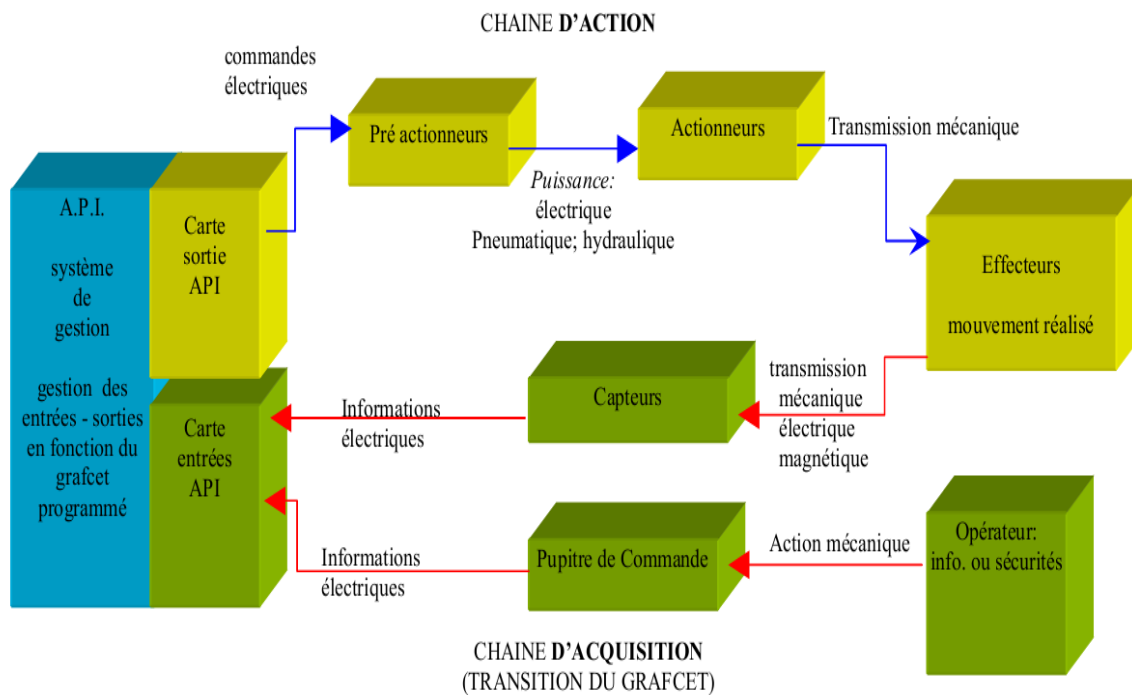 CHAINE D'ACTION
commandes
électriques
Pré actionneurs
Actionneurs
Transmission mécanique
Puissance:
électrique
Pneumatique; hydraulique
A.P.I.
système
de
gestion
gestion des
entrées - sorties
en fonction du
grafcet
programmé
Carte
sortie
API
Effecteurs
mouvement réalisé
Carte
entrées
API
Informations
électriques
Capteurs
transmission
mécanique
électrique
magnétique
Informations
électriques
Pupitre de Commande
Action mécanique
Opérateur:
info. ou sécurités
CHAINE D'ACQUISITION
(TRANSITION DU GRAFCET)